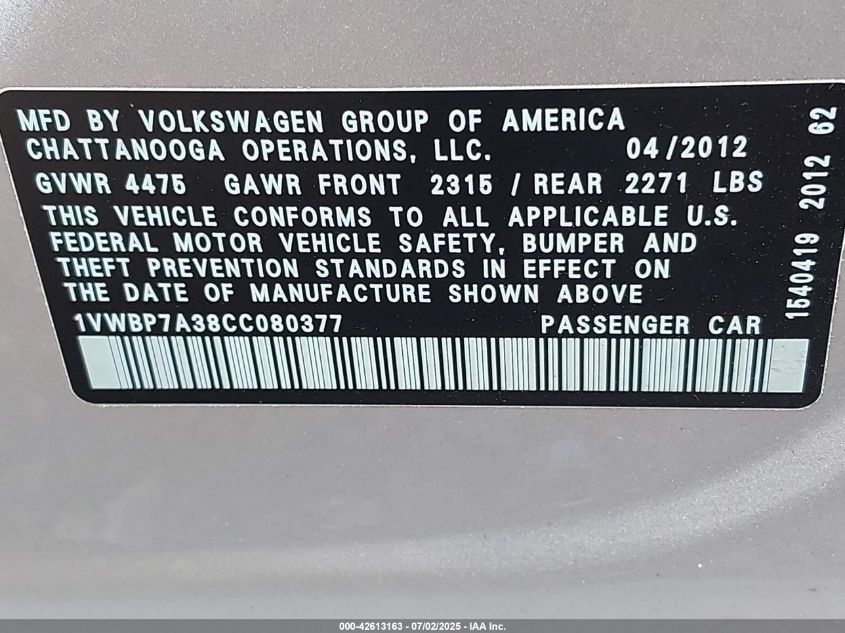 MFD BY VOLKSWAGEN GROUP OF AMERICA
CHATTANOOGA OPERATIONS, LLC. 04/2012
GVWR 4475 GAWR FRONT 2315 / REAR 2271 LBS
THIS VEHICLE CONFORMS TO ALL APPLICABLE U.S.
FEDERAL MOTOR VEHICLE SAFETY, BUMPER AND
THEFT PREVENTION STANDARDS IN EFFECT ON
THE DATE OF MANUFACTURE SHOWN ABOVE
1VWBP7A38CC080377 PASSENGER CAR
1540419 2012 62
000-42613163 - 07/02/2025 - IAA Inc.